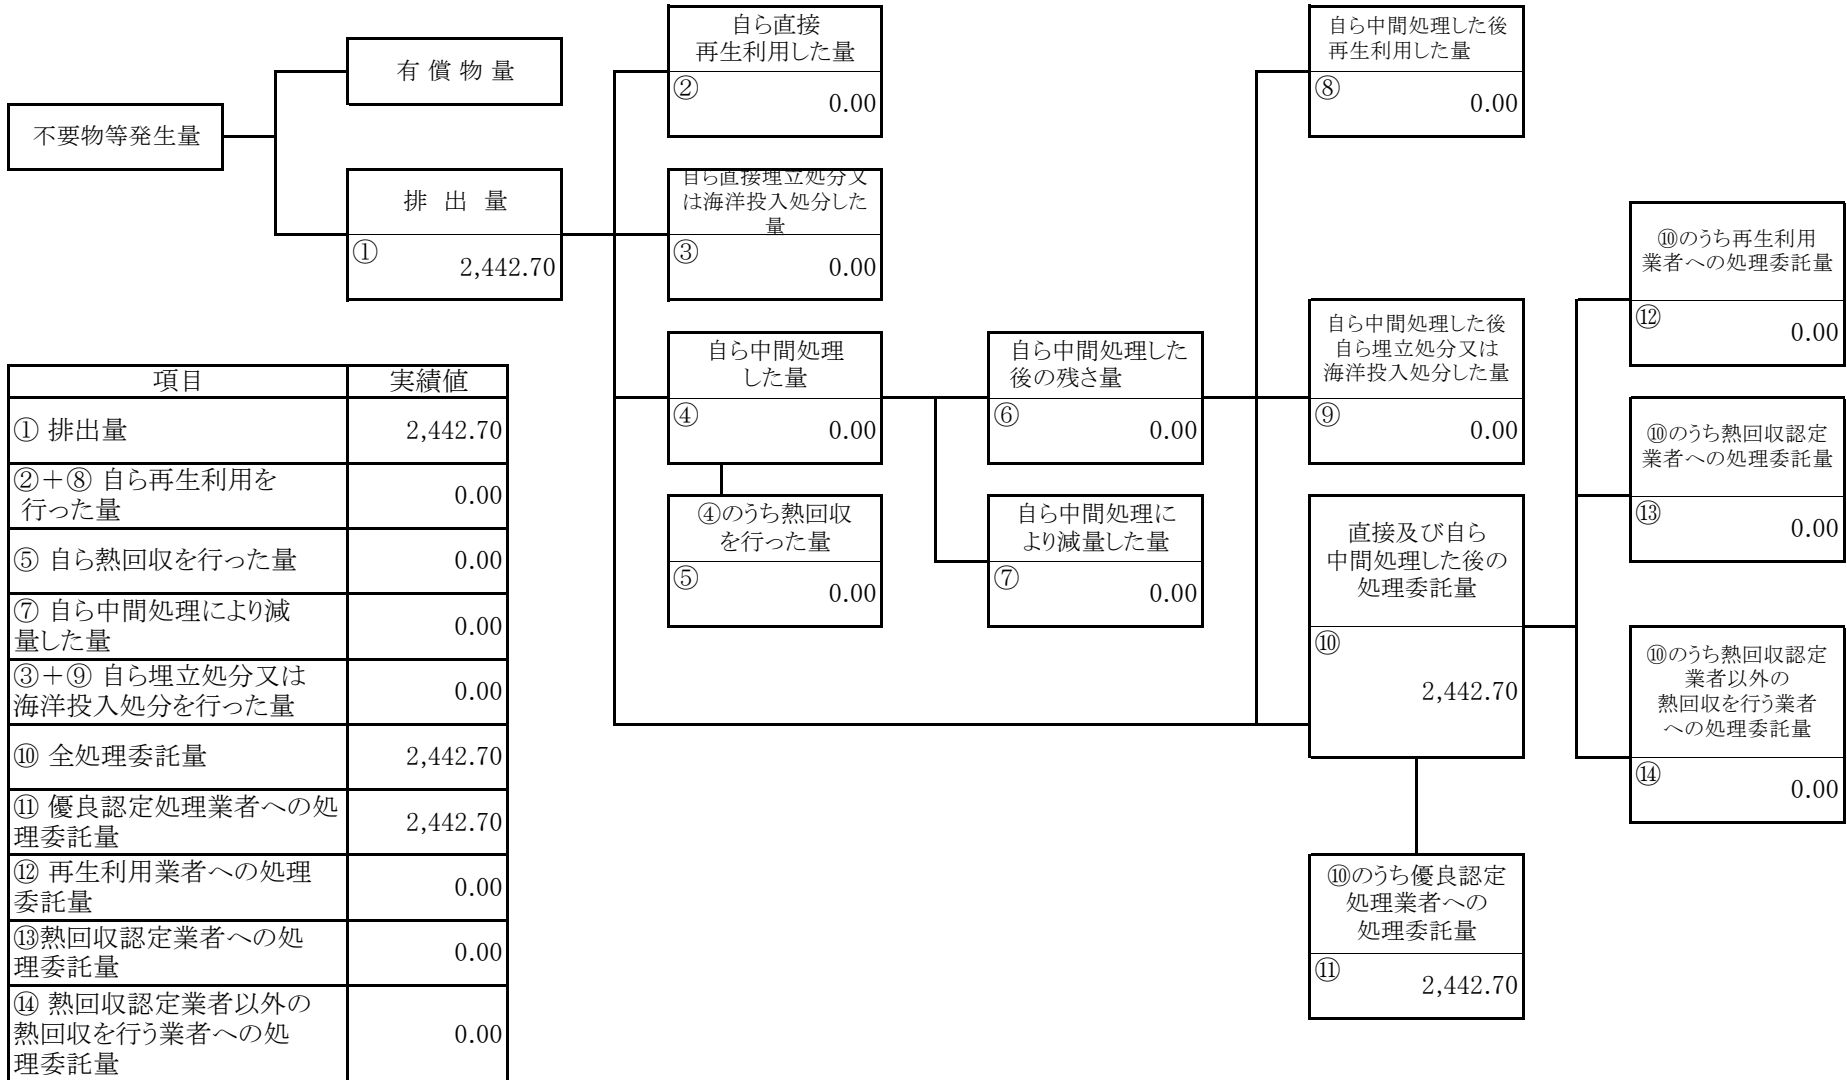 不要物等発生量
有 償 物 量
排 出 量
①
2,442.70
自ら直接
再生利用した量
②
0.00
自ら直接埋立処分又
は海洋投入処分した
量
③
0.00
自ら中間処理
した量
④
0.00
④のうち熱回収
を行った量
⑤
0.00
自ら中間処理した
後の残さ量
⑥
0.00
自ら中間処理に
より減量した量
⑦
0.00
自ら中間処理した後
再生利用した量
⑧
0.00
自ら中間処理した後
自ら埋立処分又は
海洋投入処分した量
⑨
0.00
直接及び自ら
中間処理した後の
処理委託量
⑩
2,442.70
⑩のうち優良認定
処理業者への
処理委託量
⑪
2,442.70
⑩のうち再生利用
業者への処理委託量
⑫
0.00
⑩のうち熱回収認定
業者への処理委託量
⑬
0.00
⑩のうち熱回収認定
業者以外の
熱回収を行う業者
への処理委託量
⑭
0.00
項目 実績値
① 排出量 2,442.70
②＋⑧ 自ら再生利用を
行った量 0.00
⑤ 自ら熱回収を行った量 0.00
⑦ 自ら中間処理により減
量した量 0.00
③＋⑨ 自ら埋立処分又は
海洋投入処分を行った量 0.00
⑩ 全処理委託量 2,442.70
⑪ 優良認定処理業者への処
理委託量 2,442.70
⑫ 再生利用業者への処理
委託量 0.00
⑬熱回収認定業者への処
理委託量 0.00
⑭ 熱回収認定業者以外の
熱回収を行う業者への処
理委託量 0.00